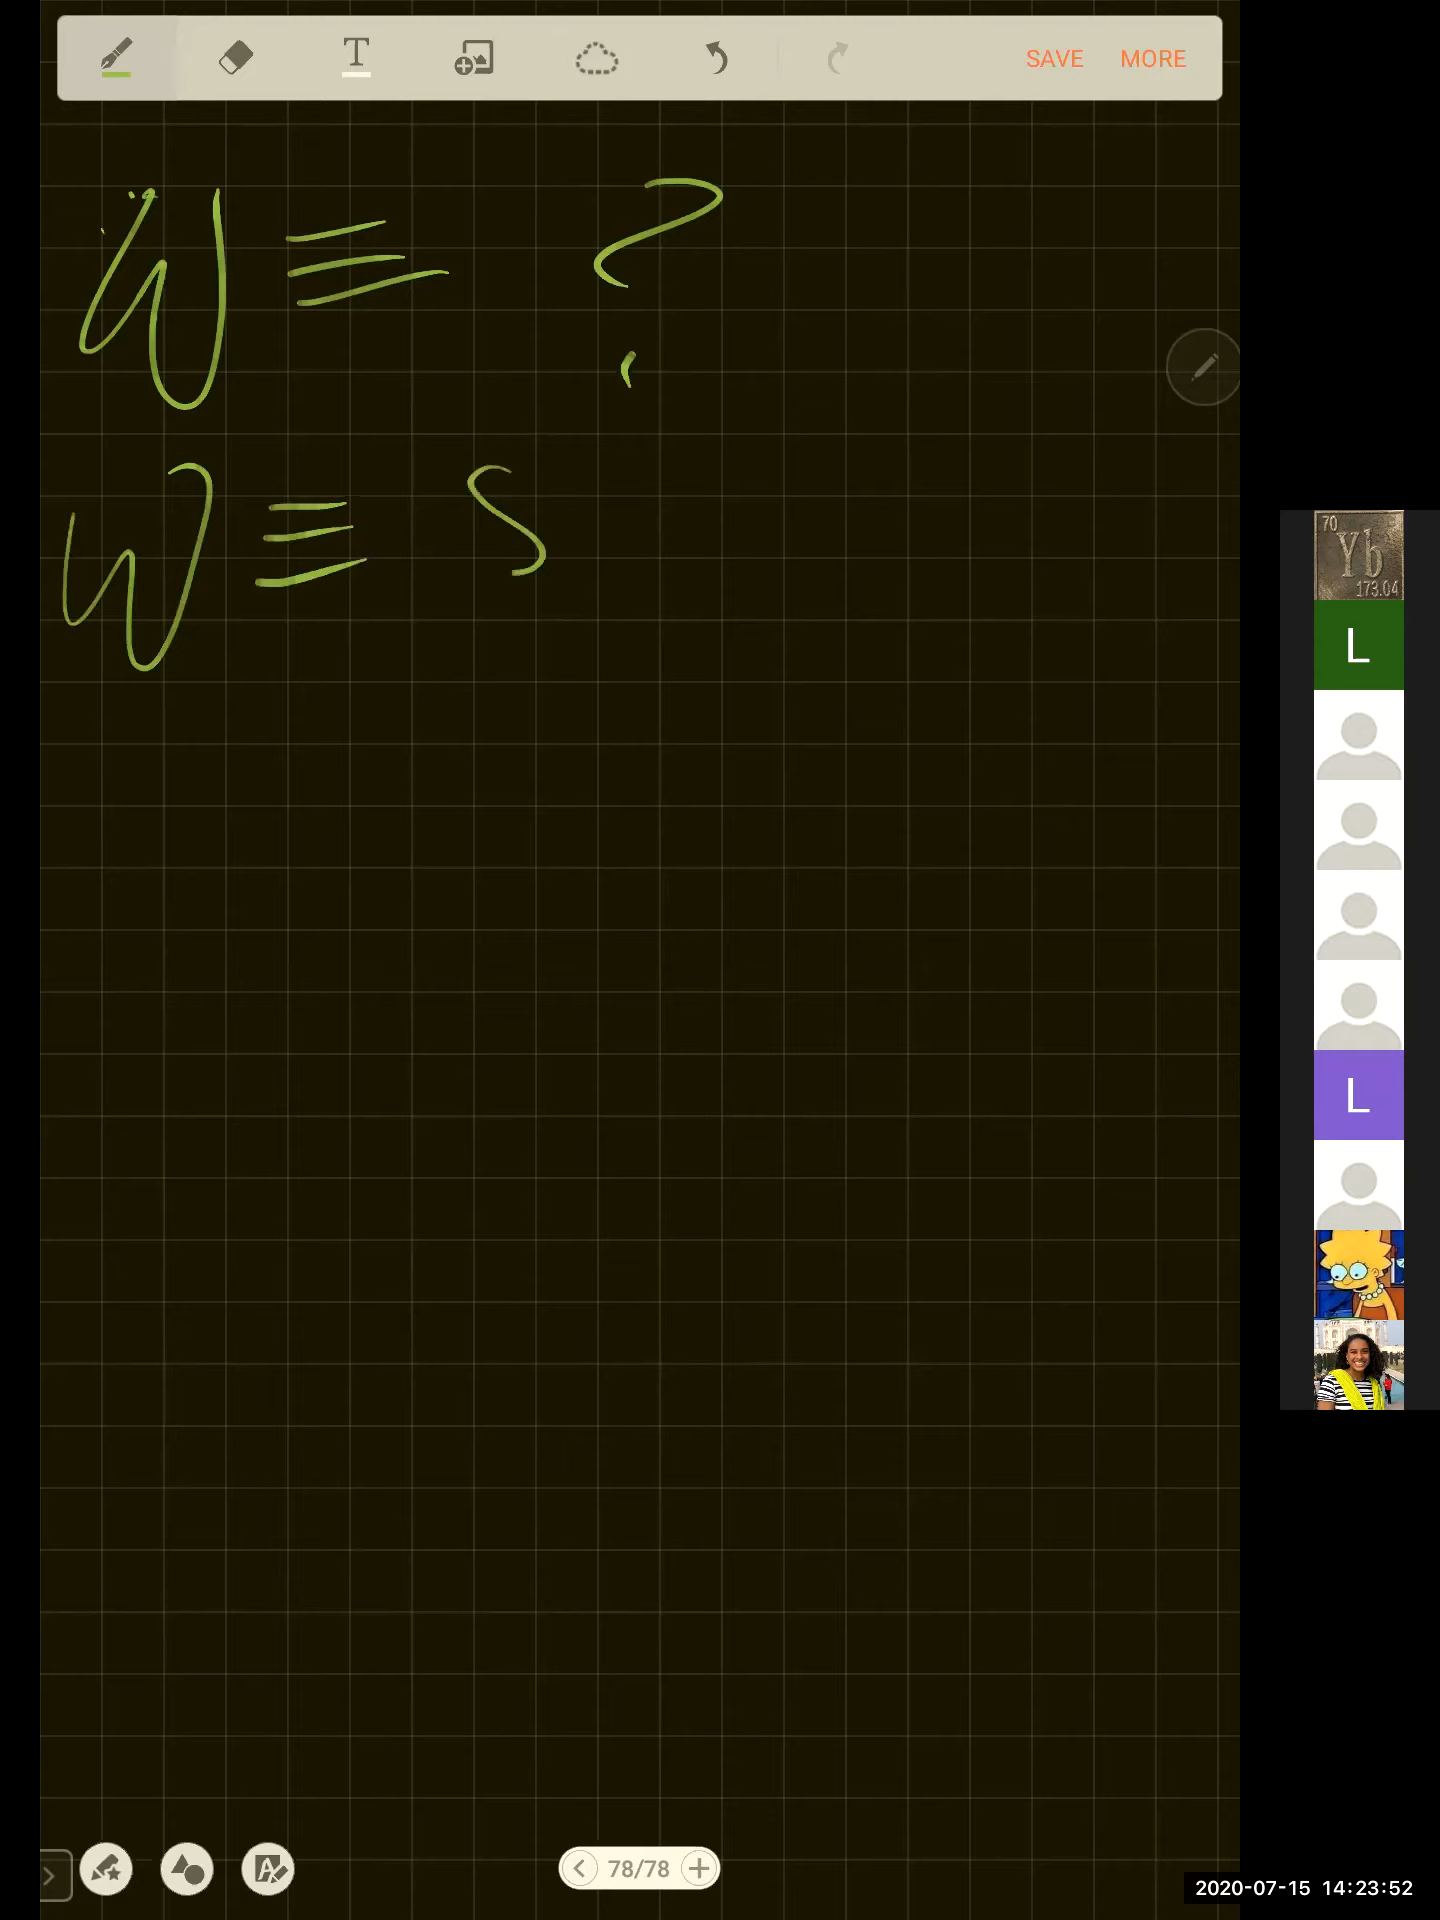 T SAVE MORE
W ≡ ?
W ≡ S
70
Yb
173.04
L
L
A
78/78
2020-07-15 14:23:52